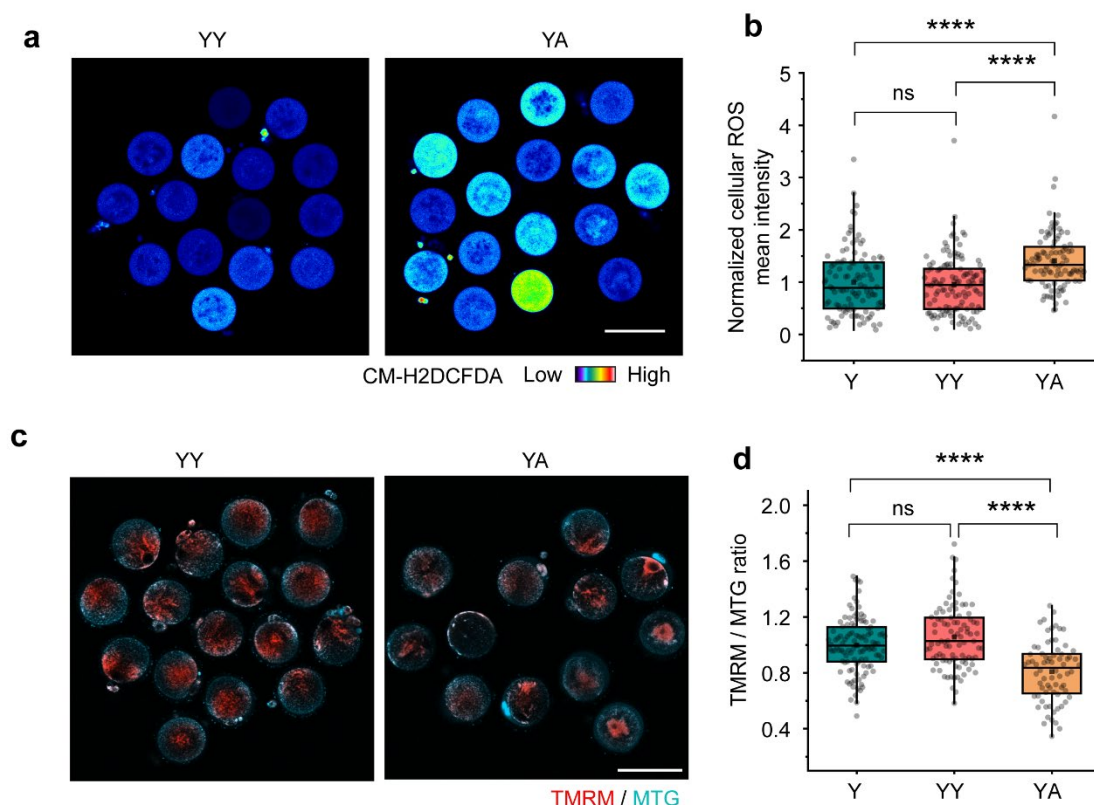 a
YY
YA
CM-H2DCFDA Low High
b
****
****
ns
Normalized cellular ROS
mean intensity
5
4
3
2
1
0
Y YY YA
c
YY
YA
TMRM / MTG
d
****
ns
****
TMRM / MTG ratio
2.0
1.6
1.2
0.8
0.4
Y YY YA